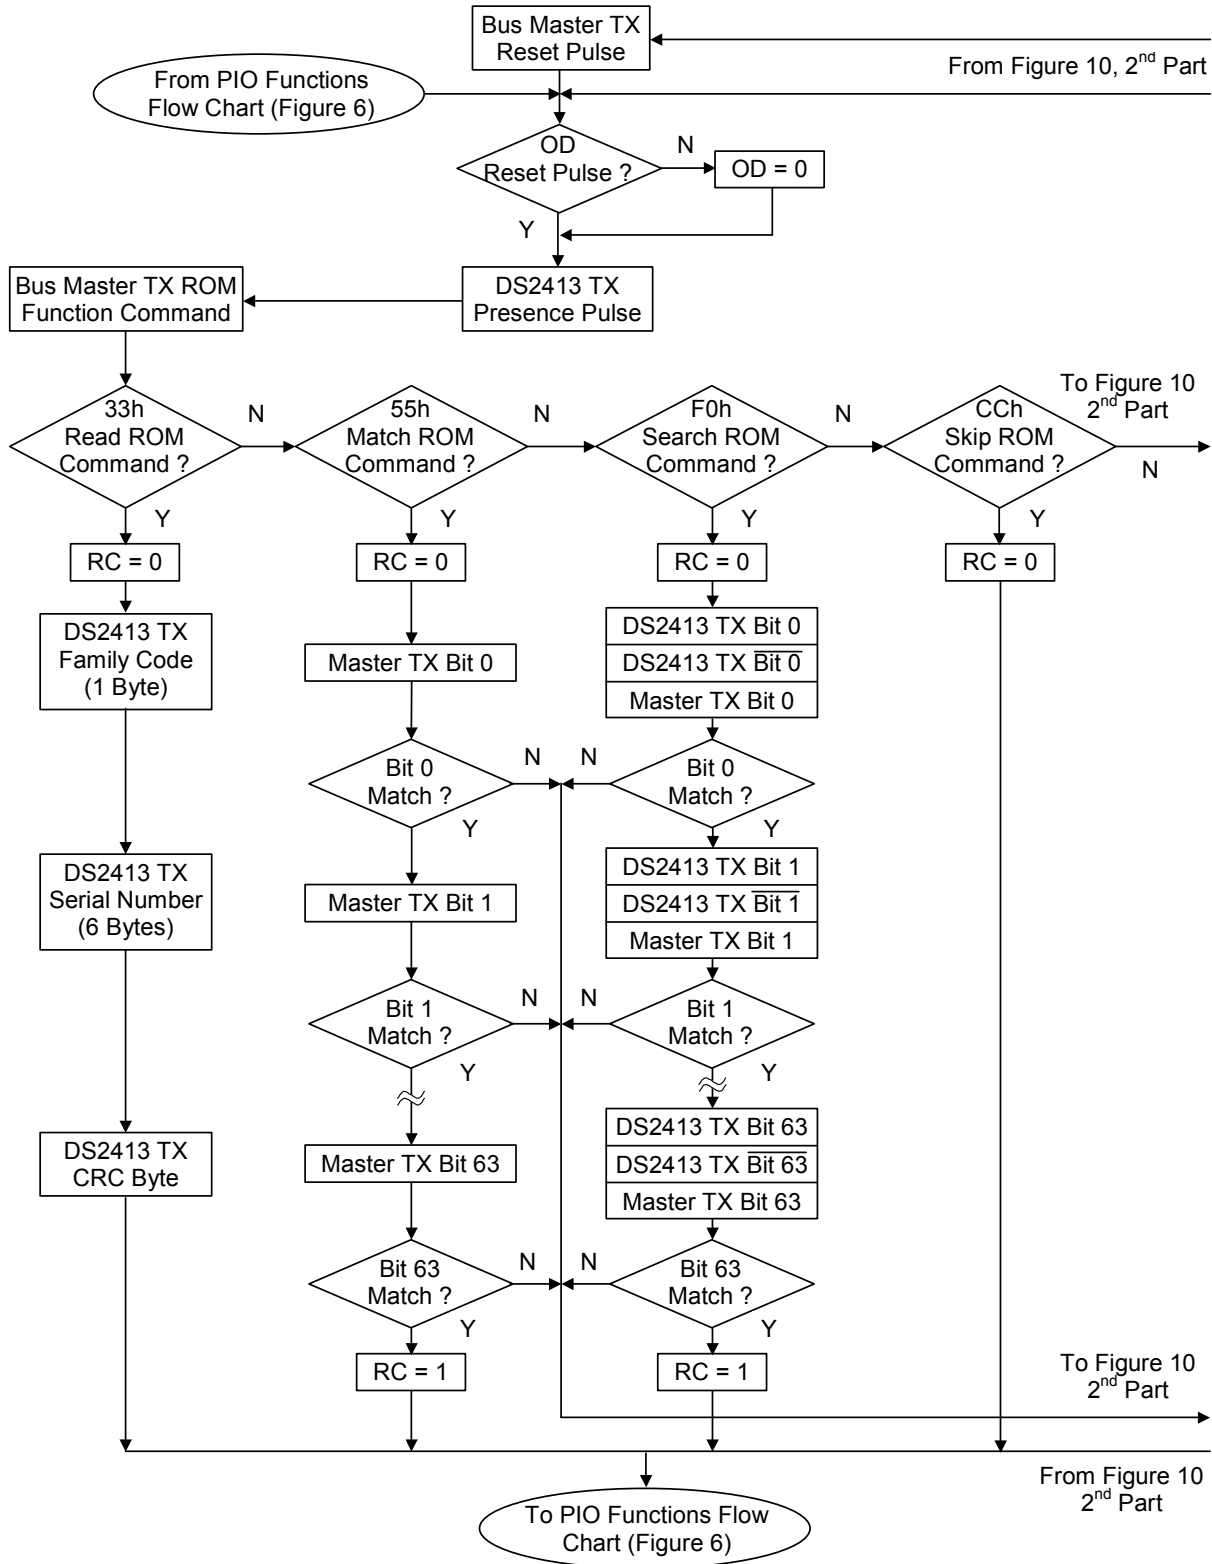 Bus Master TX
Reset Pulse
From Figure 10, 2nd Part
From PIO Functions
Flow Chart (Figure 6)
OD
Reset Pulse ?
N
OD = 0
Y
Bus Master TX ROM
Function Command
DS2413 TX
Presence Pulse
To Figure 10
2nd Part
33h
Read ROM
Command ?
N
55h
Match ROM
Command ?
N
F0h
Search ROM
Command ?
N
CCh
Skip ROM
Command ?
N
Y
Y
Y
Y
RC = 0
RC = 0
RC = 0
RC = 0
DS2413 TX
Family Code
(1 Byte)
Master TX Bit 0
DS2413 TX Bit 0
DS2413 TX B̅i̅t̅ ̅0̅
Master TX Bit 0
Bit 0
Match ?
N
N
Bit 0
Match ?
Y
Y
DS2413 TX
Serial Number
(6 Bytes)
Master TX Bit 1
DS2413 TX Bit 1
DS2413 TX B̅i̅t̅ ̅1̅
Master TX Bit 1
Bit 1
Match ?
N
N
Bit 1
Match ?
Y
Y
DS2413 TX
CRC Byte
Master TX Bit 63
DS2413 TX Bit 63
DS2413 TX B̅i̅t̅ ̅6̅3̅
Master TX Bit 63
Bit 63
Match ?
N
N
Bit 63
Match ?
Y
Y
RC = 1
RC = 1
To Figure 10
2nd Part
From Figure 10
2nd Part
To PIO Functions Flow
Chart (Figure 6)